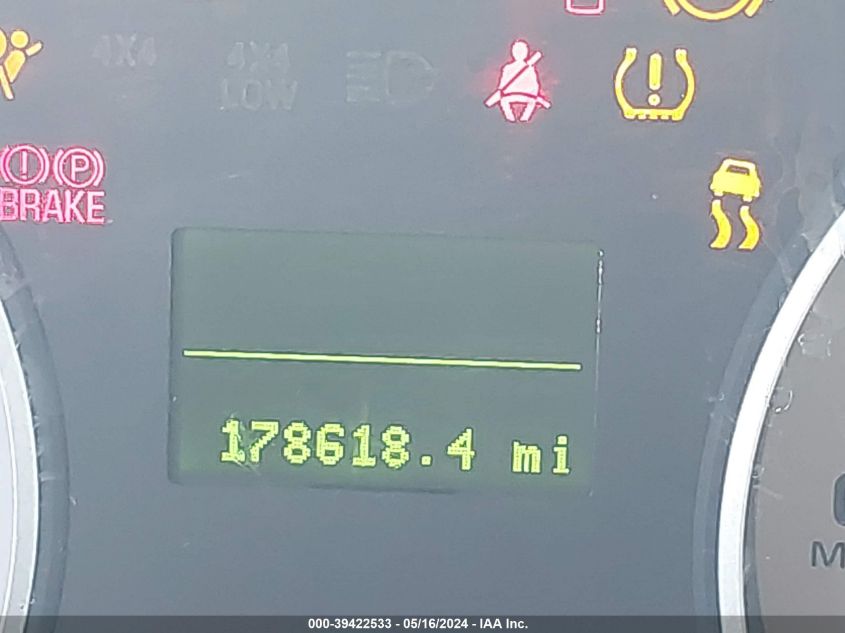 4X4
4X4
LOW
P
BRAKE
178618.4 mi
M
000-39422533 - 05/16/2024 - IAA Inc.